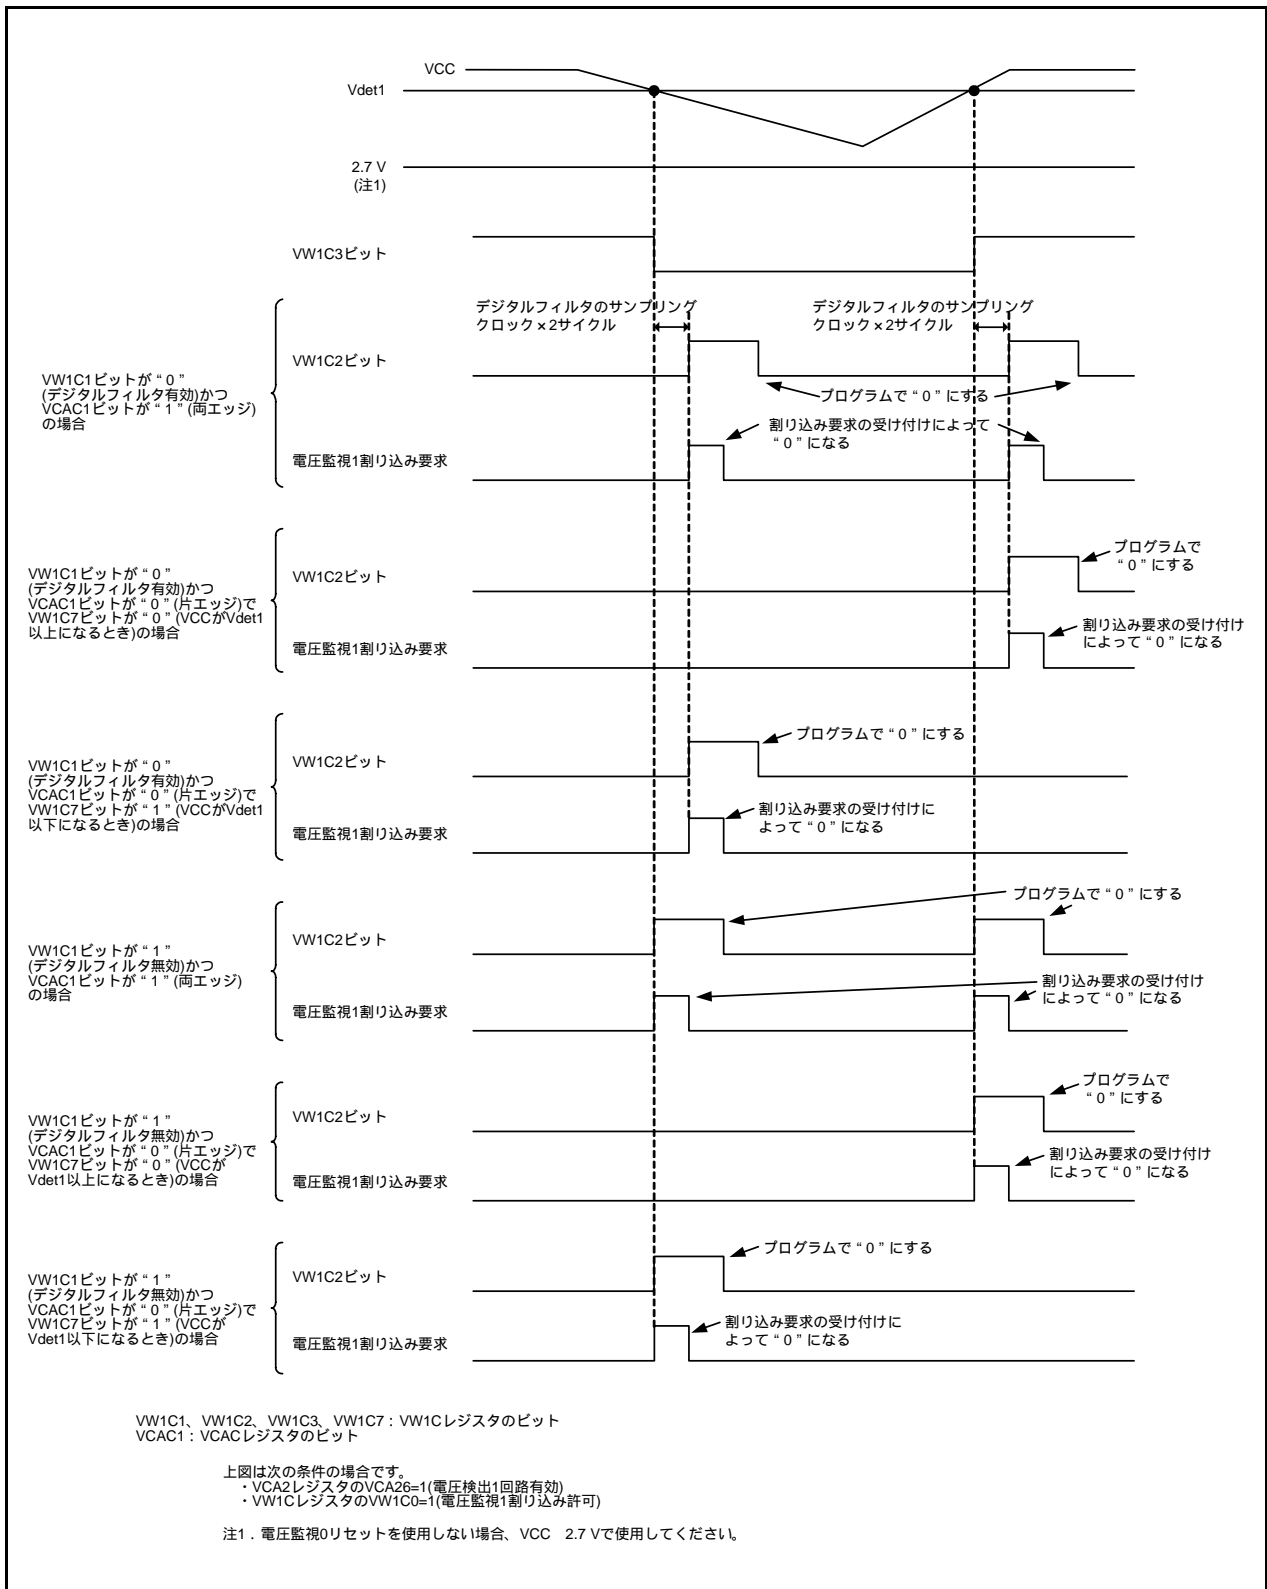 VCC
Vdet1
2.7 V
(注1)
VW1C3ビット
デジタルフィルタのサンプリング
クロック×2サイクル
デジタルフィルタのサンプリング
クロック×2サイクル
VW1C1ビットが“0”
(デジタルフィルタ有効)かつ
VCAC1ビットが“1”(両エッジ)
の場合
VW1C2ビット
プログラムで“0”にする
割り込み要求の受け付けによって
“0”になる
電圧監視1割り込み要求
VW1C1ビットが“0”
(デジタルフィルタ有効)かつ
VCAC1ビットが“0”(片エッジ)で
VW1C7ビットが“0”(VCCがVdet1
以上になるとき)の場合
VW1C2ビット
プログラムで
“0”にする
電圧監視1割り込み要求
割り込み要求の受け付け
によって“0”になる
VW1C1ビットが“0”
(デジタルフィルタ有効)かつ
VCAC1ビットが“0”(片エッジ)で
VW1C7ビットが“1”(VCCがVdet1
以下になるとき)の場合
VW1C2ビット
プログラムで“0”にする
電圧監視1割り込み要求
割り込み要求の受け付けに
よって“0”になる
VW1C1ビットが“1”
(デジタルフィルタ無効)かつ
VCAC1ビットが“1”(両エッジ)
の場合
VW1C2ビット
プログラムで“0”にする
電圧監視1割り込み要求
割り込み要求の受け付け
によって“0”になる
VW1C1ビットが“1”
(デジタルフィルタ無効)かつ
VCAC1ビットが“0”(片エッジ)で
VW1C7ビットが“0”(VCCが
Vdet1以上になるとき)の場合
VW1C2ビット
プログラムで
“0”にする
電圧監視1割り込み要求
割り込み要求の受け付け
によって“0”になる
VW1C1ビットが“1”
(デジタルフィルタ無効)かつ
VCAC1ビットが“0”(片エッジ)で
VW1C7ビットが“1”(VCCが
Vdet1以下になるとき)の場合
VW1C2ビット
プログラムで“0”にする
電圧監視1割り込み要求
割り込み要求の受け付けに
よって“0”になる
VW1C1、VW1C2、VW1C3、VW1C7：VW1Cレジスタのビット
VCAC1：VCACレジスタのビット
上図は次の条件の場合です。
・VCA2レジスタのVCA26=1(電圧検出1回路有効)
・VW1CレジスタのVW1C0=1(電圧監視1割り込み許可)
注1．電圧監視0リセットを使用しない場合、VCC　2.7 Vで使用してください。